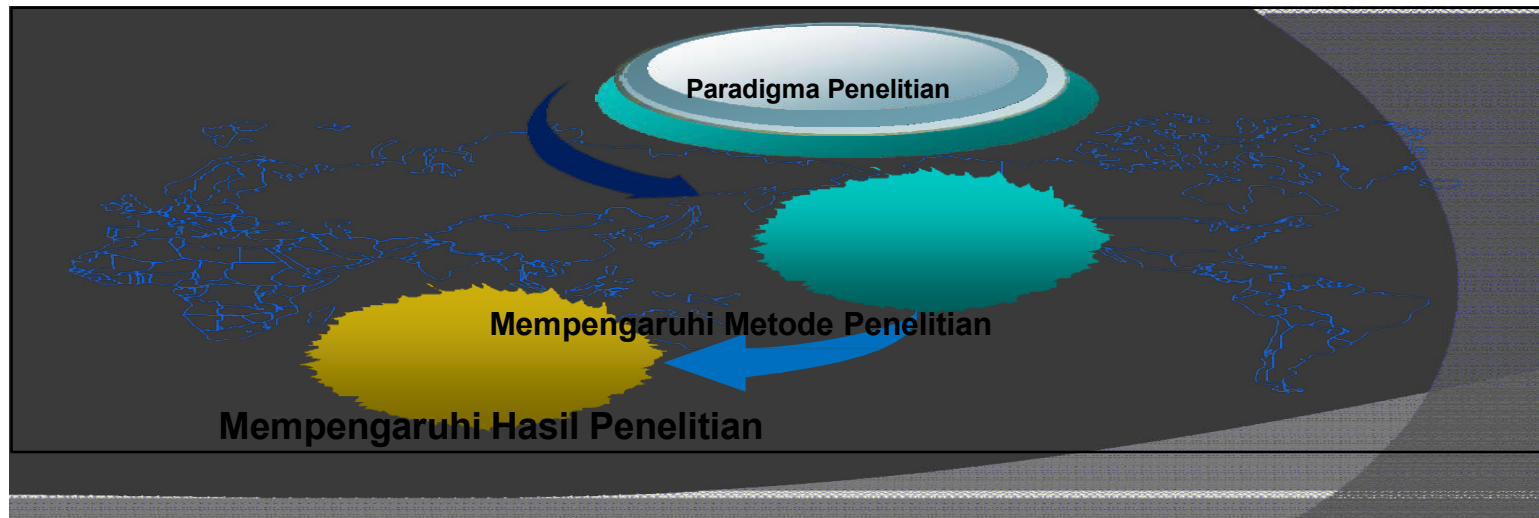 Paradigma Penelitian
Mempengaruhi Metode Penelitian
Mempengaruhi Hasil Penelitian